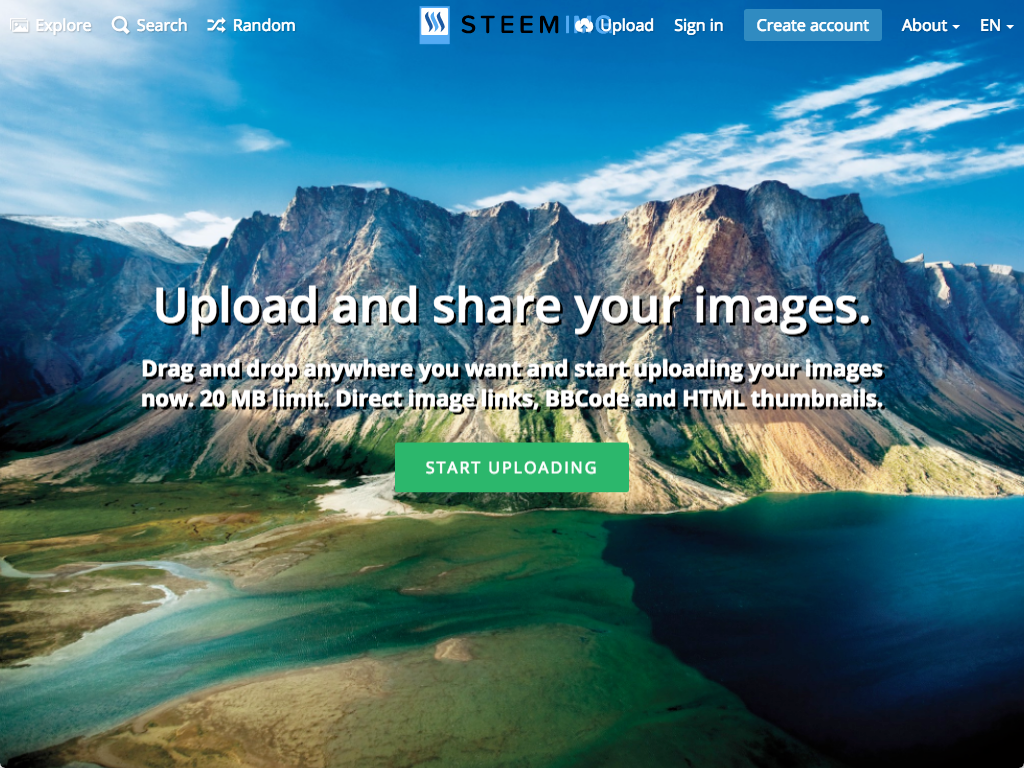 Explore
Search
Random
STEEMIMG
Upload
Sign in
Create account
About
EN
Upload and share your images.
Drag and drop anywhere you want and start uploading your images
now. 20 MB limit. Direct image links, BBCode and HTML thumbnails.
START UPLOADING